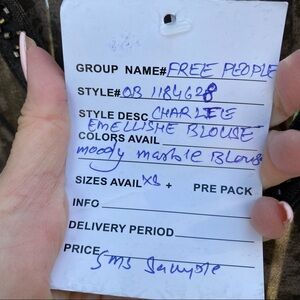 GROUP NAME# FREE PEOPLE
STYLE# OB 1184628
STYLE DESC CHARLIE
EMELLISHE BLOUSE
COLORS AVAIL
moody marble Blouse
SIZES AVAIL XS + PRE PACK
INFO
DELIVERY PERIOD
PRICE
SMS Sample